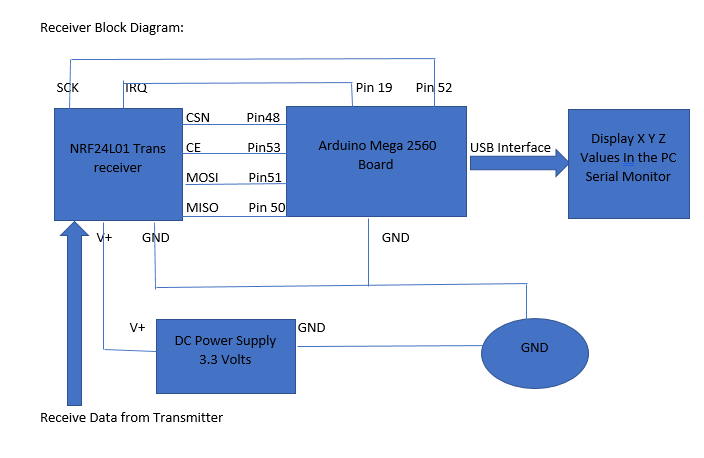 Receiver Block Diagram:
SCK IRQ Pin 19 Pin 52
CSN Pin48
CE Pin53
MOSI Pin51
MISO Pin 50
NRF24L01 Trans
receiver
Arduino Mega 2560
Board
USB Interface
Display X Y Z
Values In the PC
Serial Monitor
V+ GND GND
V+ GND
DC Power Supply
3.3 Volts
GND
Receive Data from Transmitter